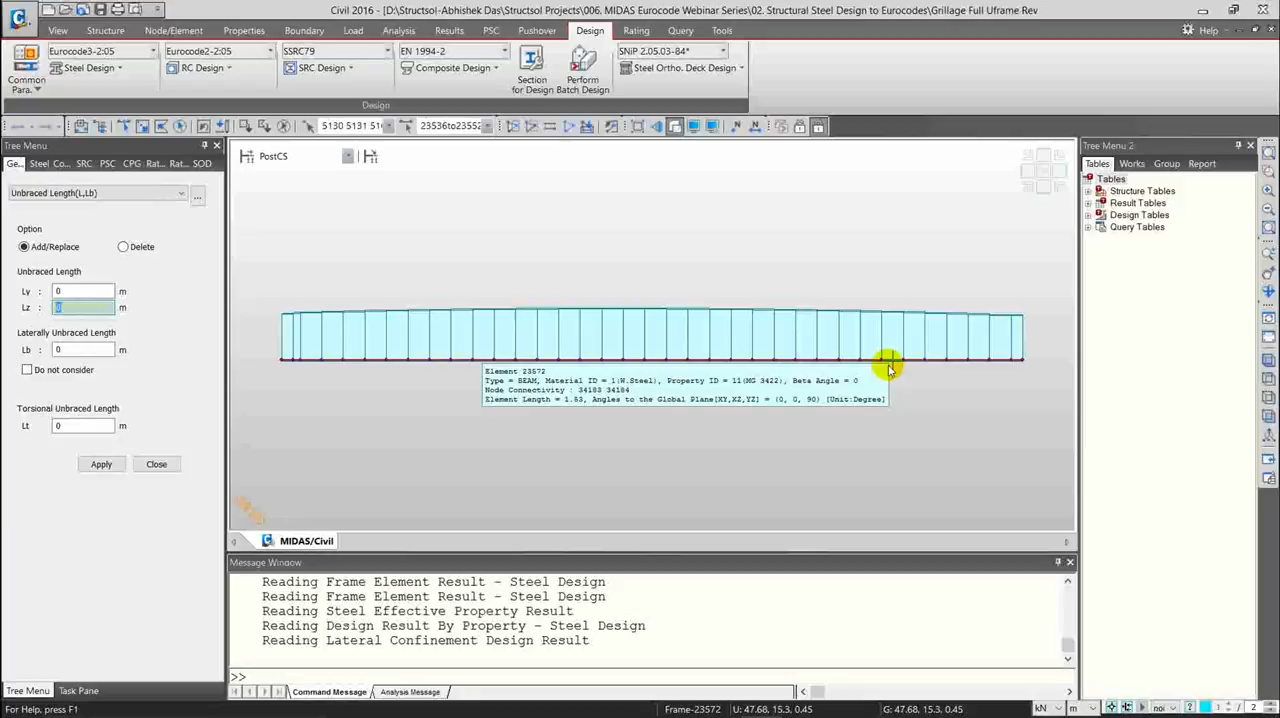 Civil 2016 - [D:\Structsol-Abhishek Das\Structsol Projects\006. MIDAS Eurocode Webinar Series\02. Structural Steel Design to Eurocodes\Grillage Full Uframe Rev
View Structure Node/Element Properties Boundary Load Analysis Results PSC Pushover Design Rating Query Tools Help
Eurocode3-2:05 Eurocode2-2:05 SSRC79 EN 1994-2 SNiP 2.05.03-84*
Common Para. Steel Design RC Design SRC Design Composite Design Section for Design Perform Batch Design Steel Ortho. Deck Design
Design
5130 5131 51 23536to2355
Tree Menu
Ge... Steel Co... SRC PSC CPG Rat... Rat... SOD
Unbraced Length(L,Lb)
...
Option
Add/Replace Delete
Unbraced Length
Ly : 0 m
Lz : 0 m
Laterally Unbraced Length
Lb : 0 m
Do not consider
Torsional Unbraced Length
Lt 0 m
Apply Close
PostCS
Element 23572
Type = BEAM, Material ID = 1(W.Steel), Property ID = 11(MG 3422), Beta Angle = 0
Node Connectivity : 34183 34184
Element Length = 1.53, Angles to the Global Plane[XY,XZ,YZ] = (0, 0, 90) [Unit:Degree]
MIDAS/Civil
Message Window
Reading Frame Element Result - Steel Design
Reading Frame Element Result - Steel Design
Reading Steel Effective Property Result
Reading Design Result By Property - Steel Design
Reading Lateral Confinement Design Result
>>
Command Message Analysis Message
Tree Menu 2
Tables Works Group Report
Tables
Structure Tables
Result Tables
Design Tables
Query Tables
Tree Menu Task Pane
For Help, press F1
Frame-23572 U: 47.68, 15.3, 0.45 G: 47.68, 15.3, 0.45 kN m noi ? 1 / 2